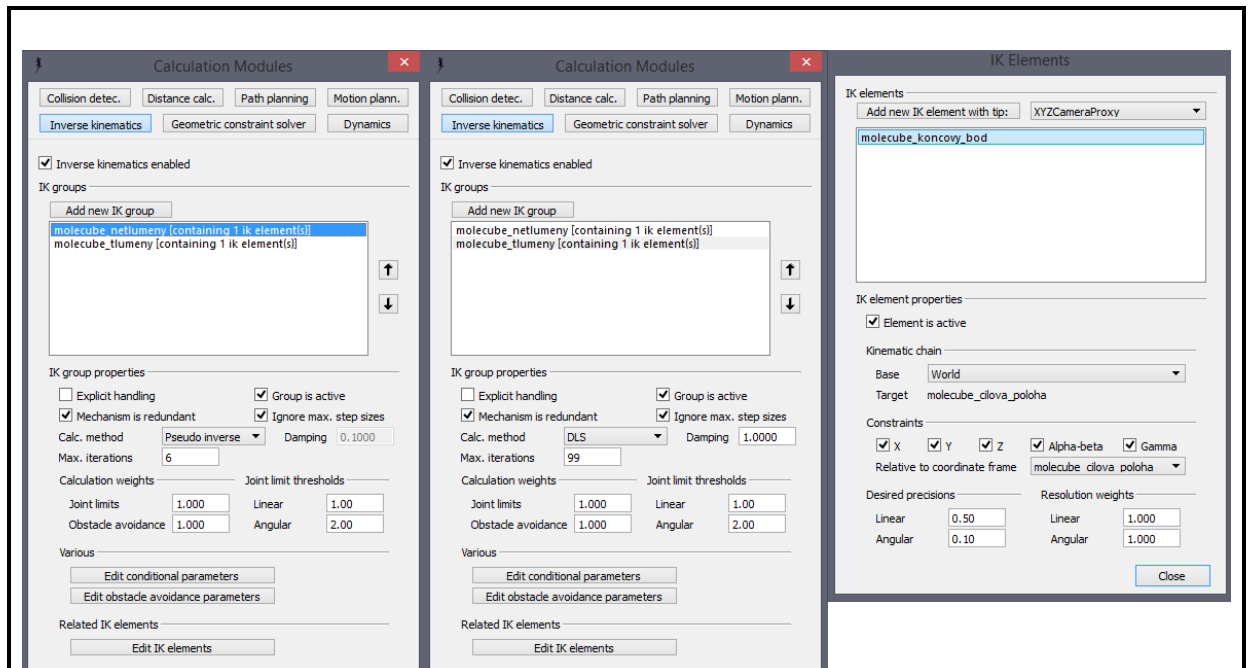 Calculation Modules
Collision detec. Distance calc. Path planning Motion plann.
Inverse kinematics Geometric constraint solver Dynamics
Inverse kinematics enabled
IK groups
Add new IK group
molecube_netlumeny [containing 1 ik element(s)]
molecube_tlumeny [containing 1 ik element(s)]
IK group properties
Explicit handling Group is active
Mechanism is redundant Ignore max. step sizes
Calc. method Pseudo inverse Damping 0.1000
Max. iterations 6
Calculation weights Joint limit thresholds
Joint limits 1.000 Linear 1.00
Obstacle avoidance 1.000 Angular 2.00
Various
Edit conditional parameters
Edit obstacle avoidance parameters
Related IK elements
Edit IK elements
Calculation Modules
Collision detec. Distance calc. Path planning Motion plann.
Inverse kinematics Geometric constraint solver Dynamics
Inverse kinematics enabled
IK groups
Add new IK group
molecube_netlumeny [containing 1 ik element(s)]
molecube_tlumeny [containing 1 ik element(s)]
IK group properties
Explicit handling Group is active
Mechanism is redundant Ignore max. step sizes
Calc. method DLS Damping 1.0000
Max. iterations 99
Calculation weights Joint limit thresholds
Joint limits 1.000 Linear 1.00
Obstacle avoidance 1.000 Angular 2.00
Various
Edit conditional parameters
Edit obstacle avoidance parameters
Related IK elements
Edit IK elements
IK Elements
IK elements
Add new IK element with tip: XYZCameraProxy
molecube_koncovy_bod
IK element properties
Element is active
Kinematic chain
Base World
Target molecube_cilova_poloha
Constraints
X Y Z Alpha-beta Gamma
Relative to coordinate frame molecube_cilova_poloha
Desired precisions Resolution weights
Linear 0.50 Linear 1.000
Angular 0.10 Angular 1.000
Close